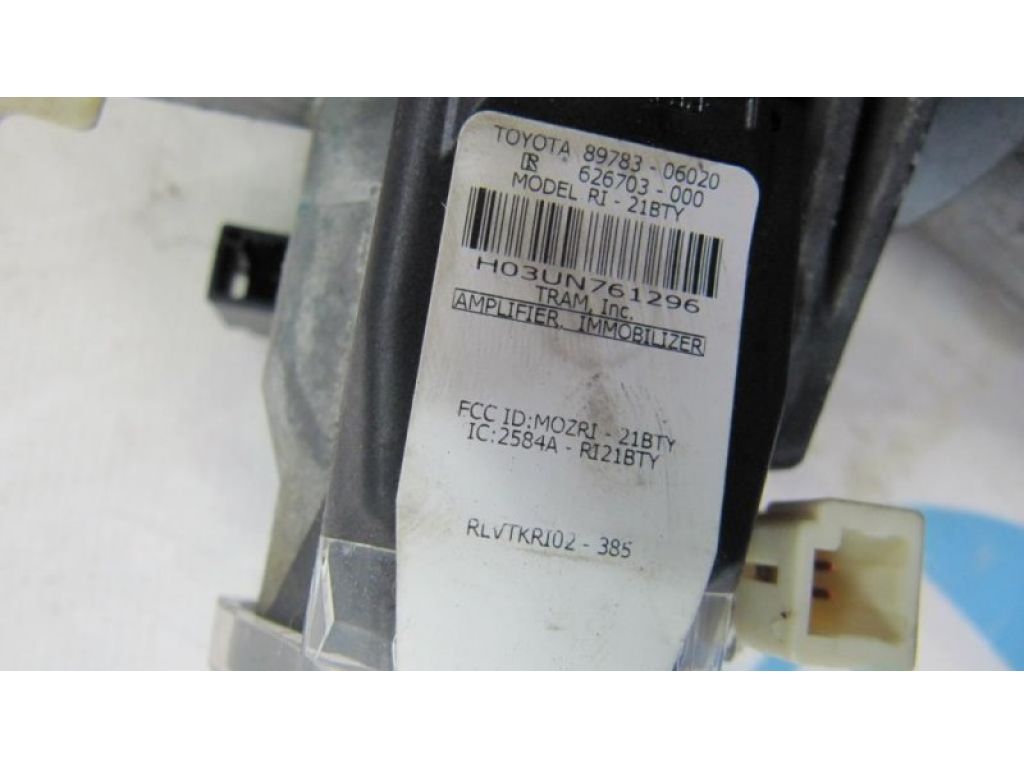 TOYOTA 89783-06020
R 626703-000
MODEL RI-21BTY
H03UN761296
TRAM, Inc.
AMPLIFIER, IMMOBILIZER
FCC ID:MOZRI-21BTY
IC:2584A-RI21BTY
RLVTKRI02-385